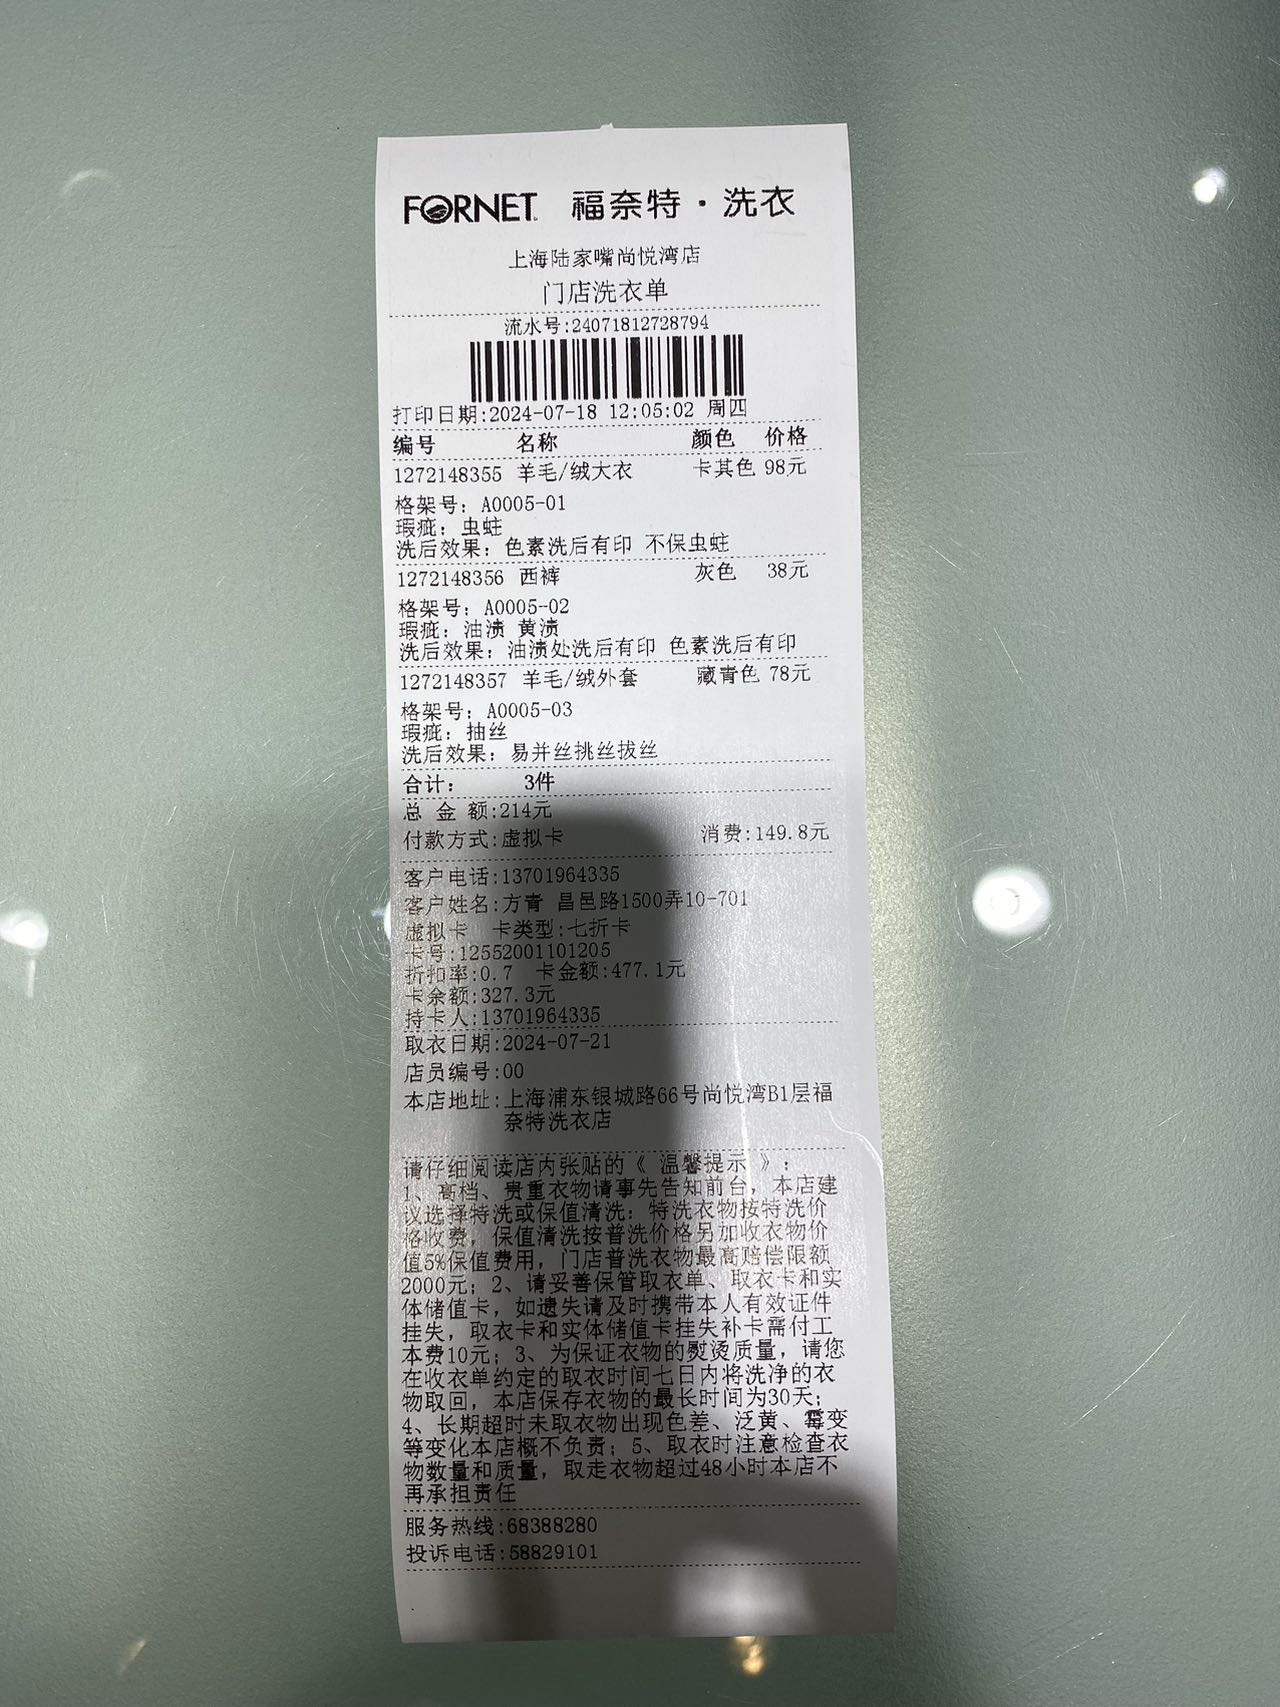 FORNET 福奈特·洗衣
上海陆家嘴尚悦湾店
门店洗衣单
流水号:24071812728794
打印日期:2024-07-18 12:05:02 周四
编号 名称 颜色 价格
1272148355 羊毛/绒大衣 卡其色 98元
格架号: A0005-01
瑕疵: 虫蛀
洗后效果: 色素洗后有印 不保虫蛀
1272148356 西裤 灰色 38元
格架号: A0005-02
瑕疵: 油渍 黄渍
洗后效果: 油渍处洗后有印 色素洗后有印
1272148357 羊毛/绒外套 藏青色 78元
格架号: A0005-03
瑕疵: 抽丝
洗后效果: 易并丝挑丝拔丝
合计: 3件
总 金 额:214元
付款方式:虚拟卡 消费:149.8元
客户电话:13701964335
客户姓名:方青 昌邑路1500弄10-701
虚拟卡 卡类型:七折卡
卡号:12552001101205
折扣率:0.7 卡金额:477.1元
卡余额:327.3元
持卡人:13701964335
取衣日期:2024-07-21
店员编号:00
本店地址:上海浦东银城路66号尚悦湾B1层福
奈特洗衣店
请仔细阅读店内张贴的《 温馨提示 》:
1、高档、贵重衣物请事先告知前台, 本店建
议选择特洗或保值清洗: 特洗衣物按特洗价
格收费, 保值清洗按普洗价格另加收衣物价
值5%保值费用, 门店普洗衣物最高赔偿限额
2000元; 2、请妥善保管取衣单、取衣卡和实
体储值卡, 如遗失请及时携带本人有效证件
挂失, 取衣卡和实体储值卡挂失补卡需付工
本费10元; 3、为保证衣物的熨烫质量, 请您
在收衣单约定的取衣时间七日内将洗净的衣
物取回, 本店保存衣物的最长时间为30天;
4、长期超时未取衣物出现色差、泛黄、霉变
等变化本店概不负责; 5、取衣时注意检查衣
物数量和质量, 取走衣物超过48小时本店不
再承担责任
服务热线:68388280
投诉电话:58829101